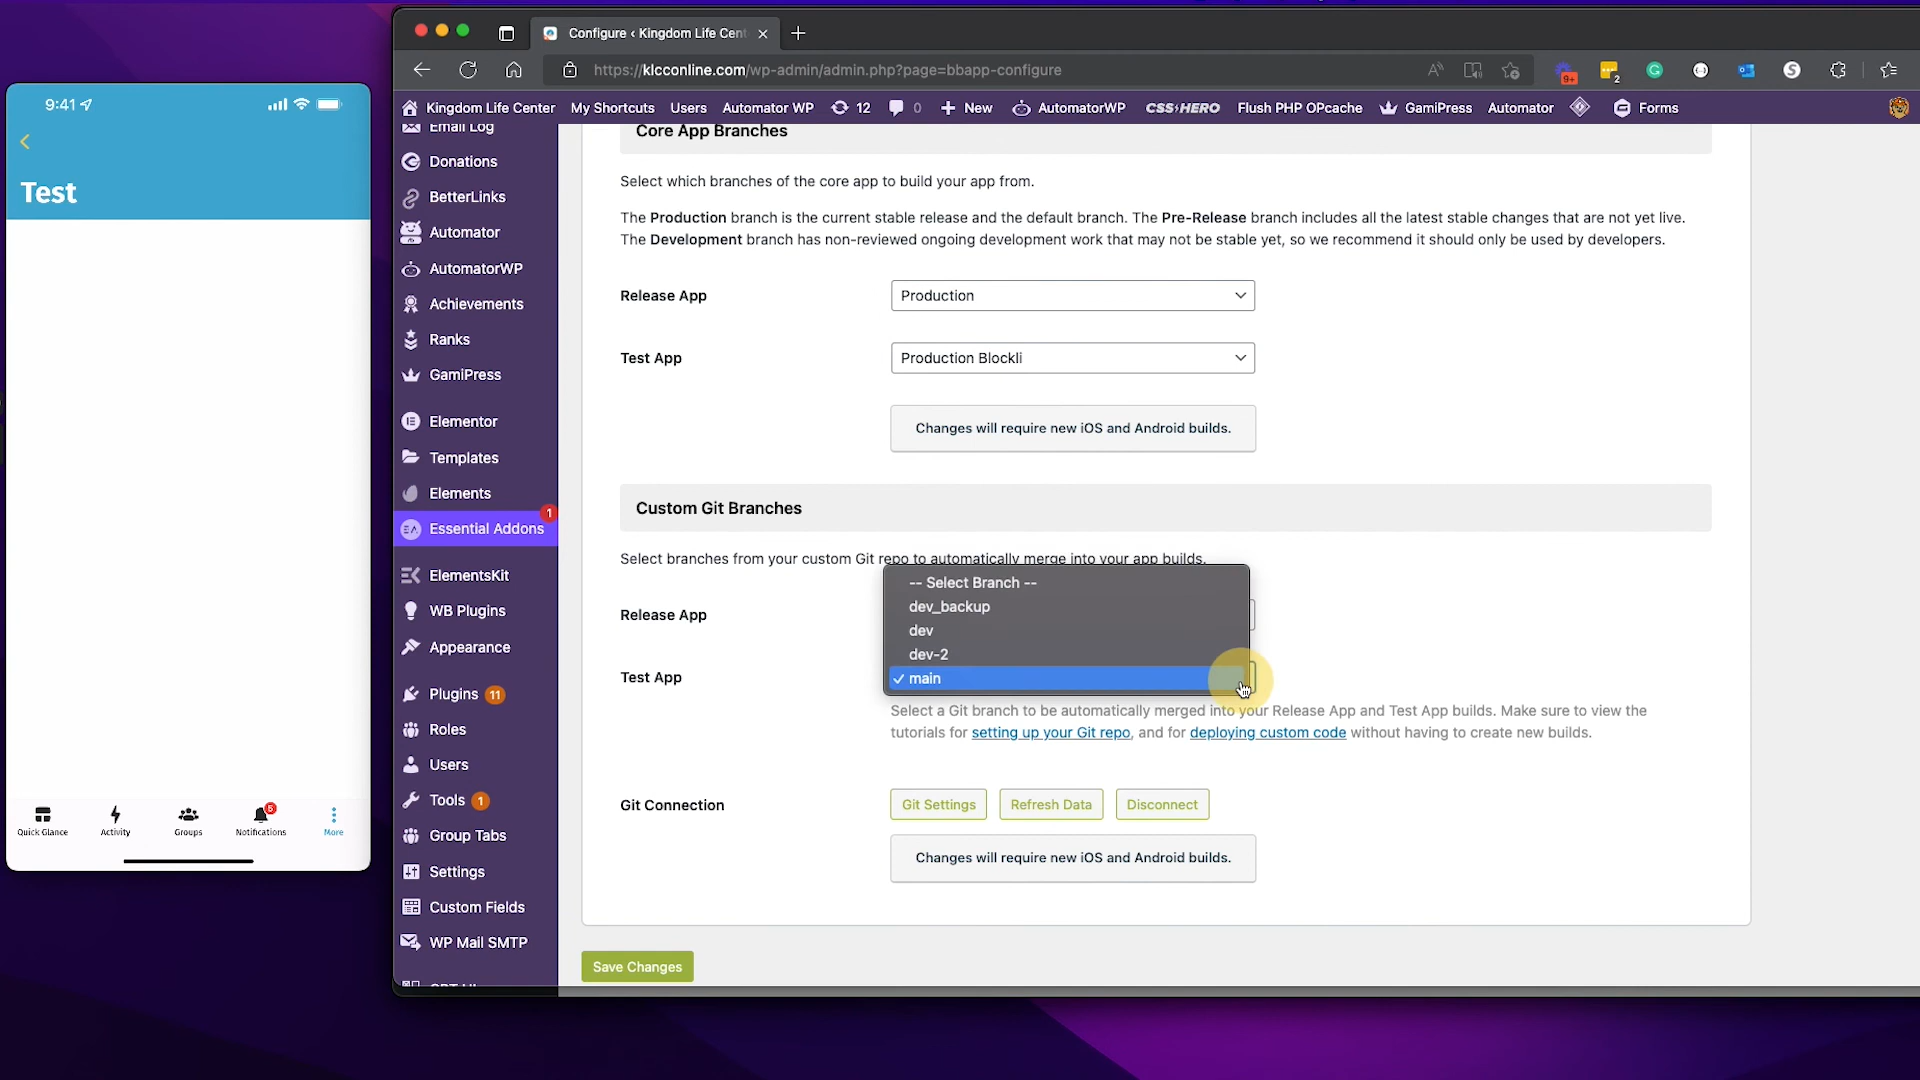 9:41
Test
Quick Glance
Activity
Groups
5
Notifications
More
Configure ‹ Kingdom Life Cent
https://klcconline.com/wp-admin/admin.php?page=bbapp-configure
9+
2
Kingdom Life Center My Shortcuts Users Automator WP 12 0 New AutomatorWP CSS HERO Flush PHP OPcache GamiPress Automator Forms
Email Log
Donations
BetterLinks
Automator
AutomatorWP
Achievements
Ranks
GamiPress
Elementor
Templates
Elements
Essential Addons 1
ElementsKit
WB Plugins
Appearance
Plugins 11
Roles
Users
Tools 1
Group Tabs
Settings
Custom Fields
WP Mail SMTP
Core App Branches
Select which branches of the core app to build your app from.
The Production branch is the current stable release and the default branch. The Pre-Release branch includes all the latest stable changes that are not yet live.
The Development branch has non-reviewed ongoing development work that may not be stable yet, so we recommend it should only be used by developers.
Release App Production
Test App Production Blockli
Changes will require new iOS and Android builds.
Custom Git Branches
Select branches from your custom Git repo to automatically merge into your app builds.
-- Select Branch --
dev_backup
Release App
dev
dev-2
Test App ✓ main
Select a Git branch to be automatically merged into your Release App and Test App builds. Make sure to view the
tutorials for setting up your Git repo, and for deploying custom code without having to create new builds.
Git Connection Git Settings Refresh Data Disconnect
Changes will require new iOS and Android builds.
Save Changes